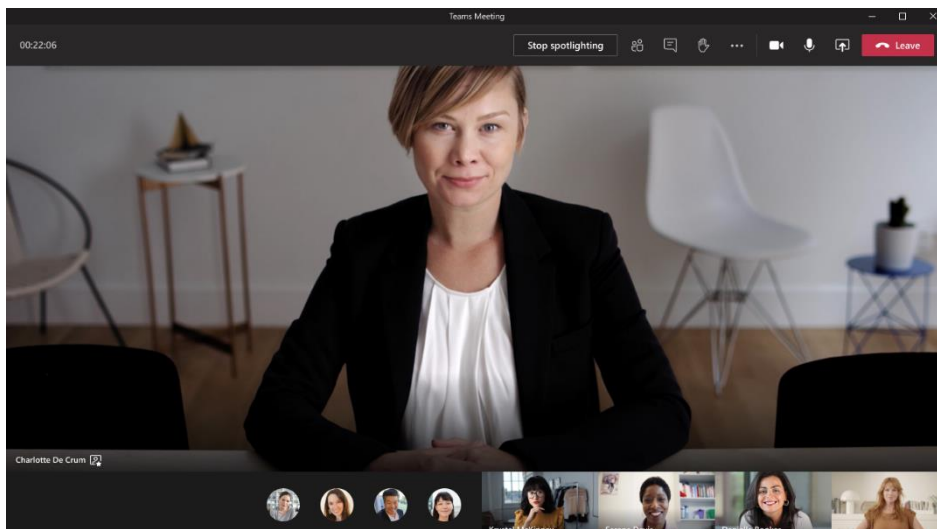 Teams Meeting
00:22:06
Stop spotlighting
Leave
Charlotte De Crum